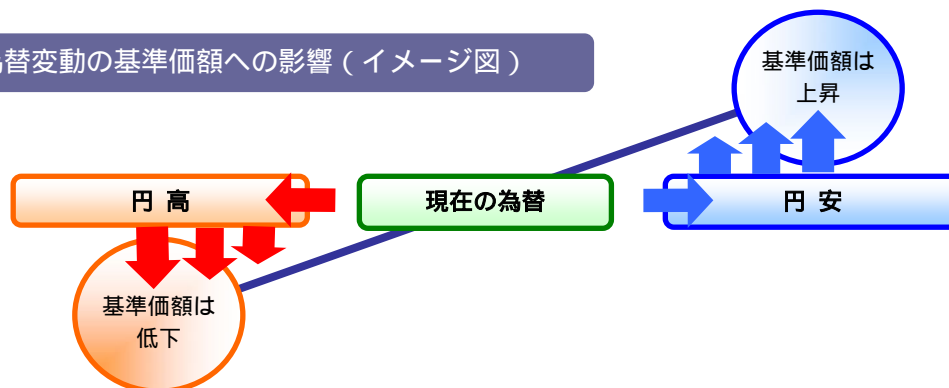 替変動の基準価額への影響（イメージ図）
基準価額は
上昇
円 高
現在の為替
円 安
基準価額は
低下